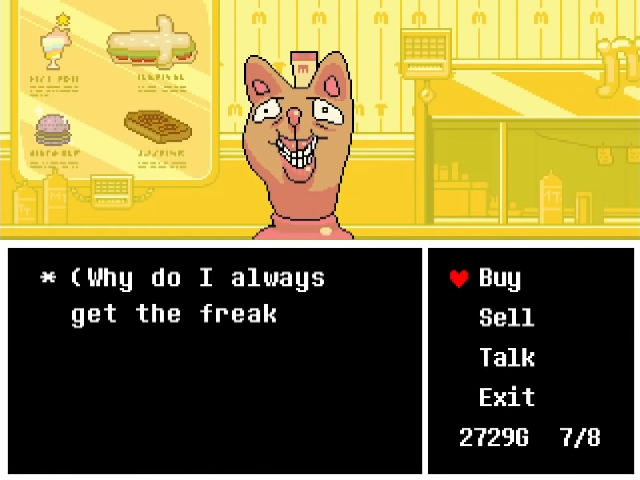 * (Why do I always
get the freak
Buy
Sell
Talk
Exit
2729G 7/8